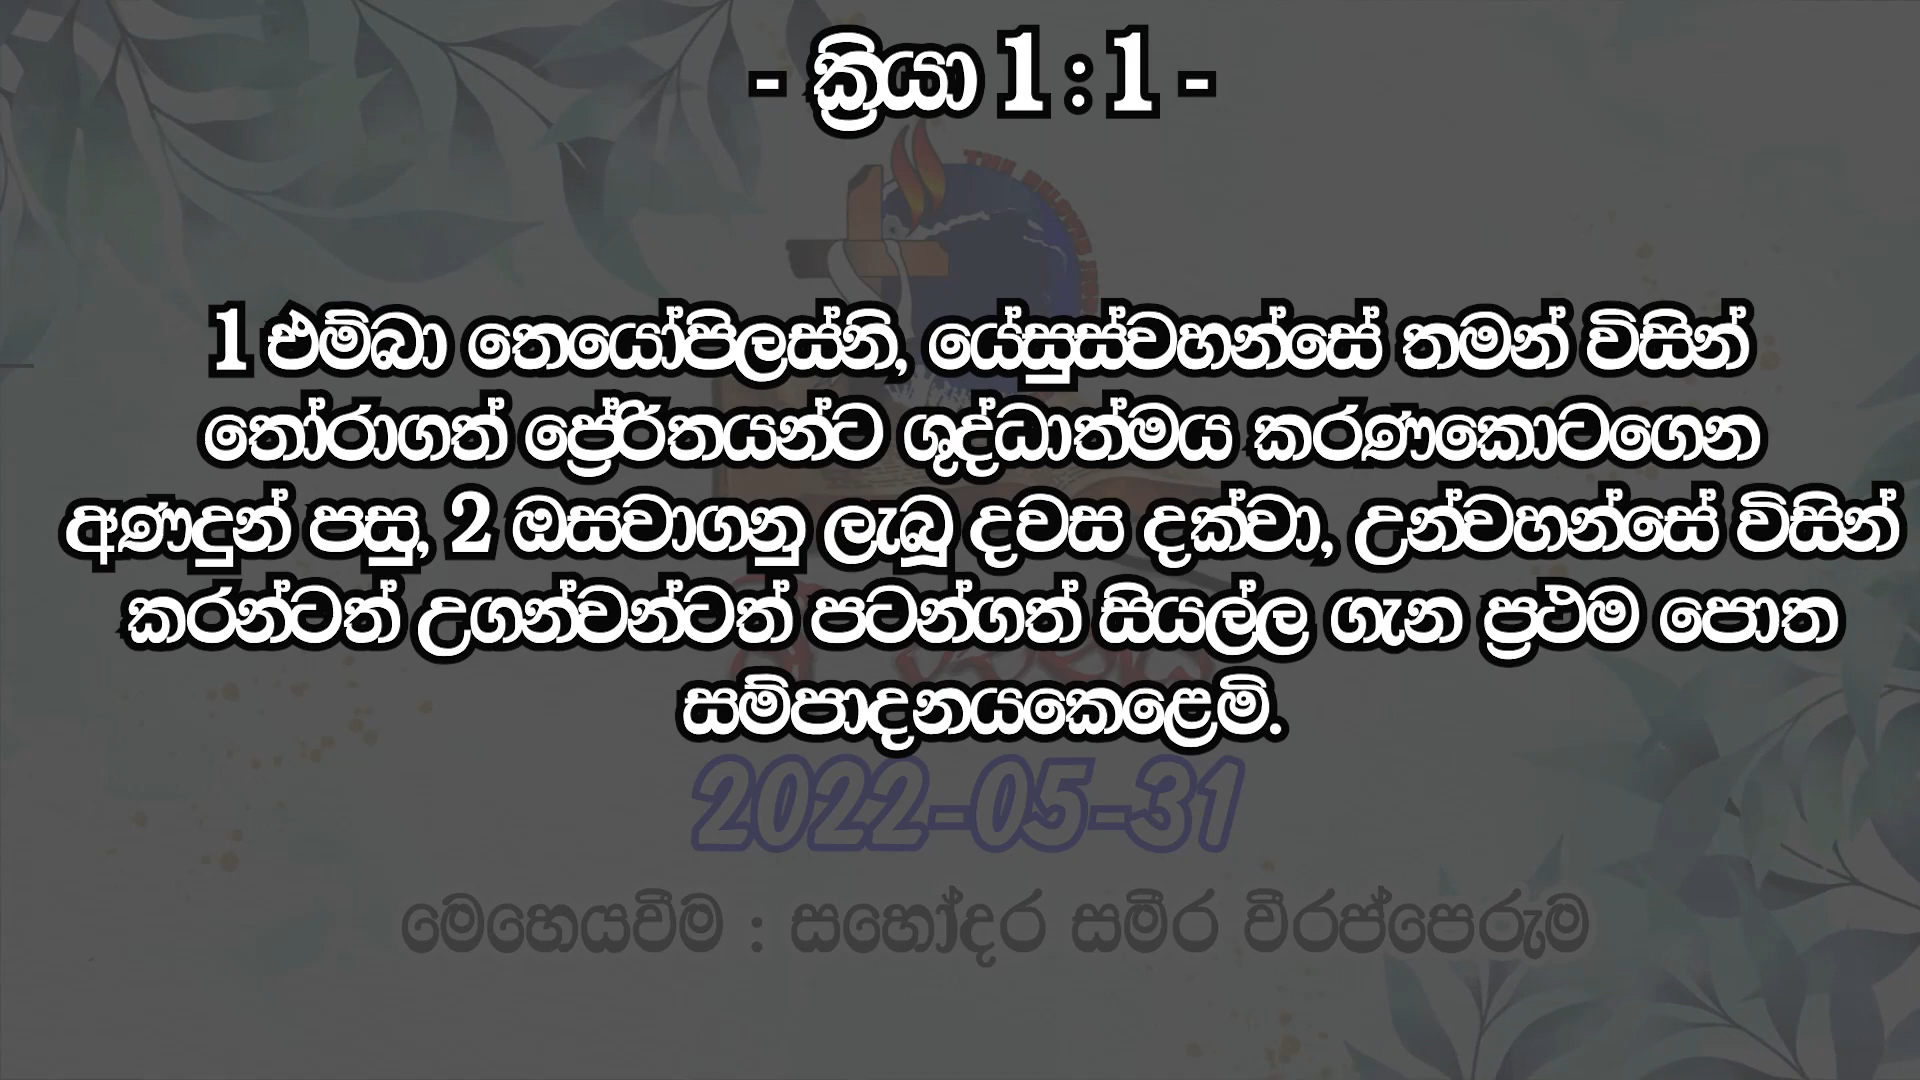 - ක්‍රියා 1 : 1 -
1 එම්බා තෙයෝපිලස්නි, යේසුස්වහන්සේ තමන් විසින්
තෝරාගත් ප්‍රේරිතයන්ට ශුද්ධාත්මය කරණකොටගෙන
අණදුන් පසු, 2 ඔසවාගනු ලැබූ දවස දක්වා, උන්වහන්සේ විසින්
කරන්ටත් උගන්වන්ටත් පටන්ගත් සියල්ල ගැන ප්‍රථම පොත
සම්පාදනයකෙළෙමි.
2022-05-31
මෙහෙයවීම : සහෝදර සමීර වීරප්පෙරුම